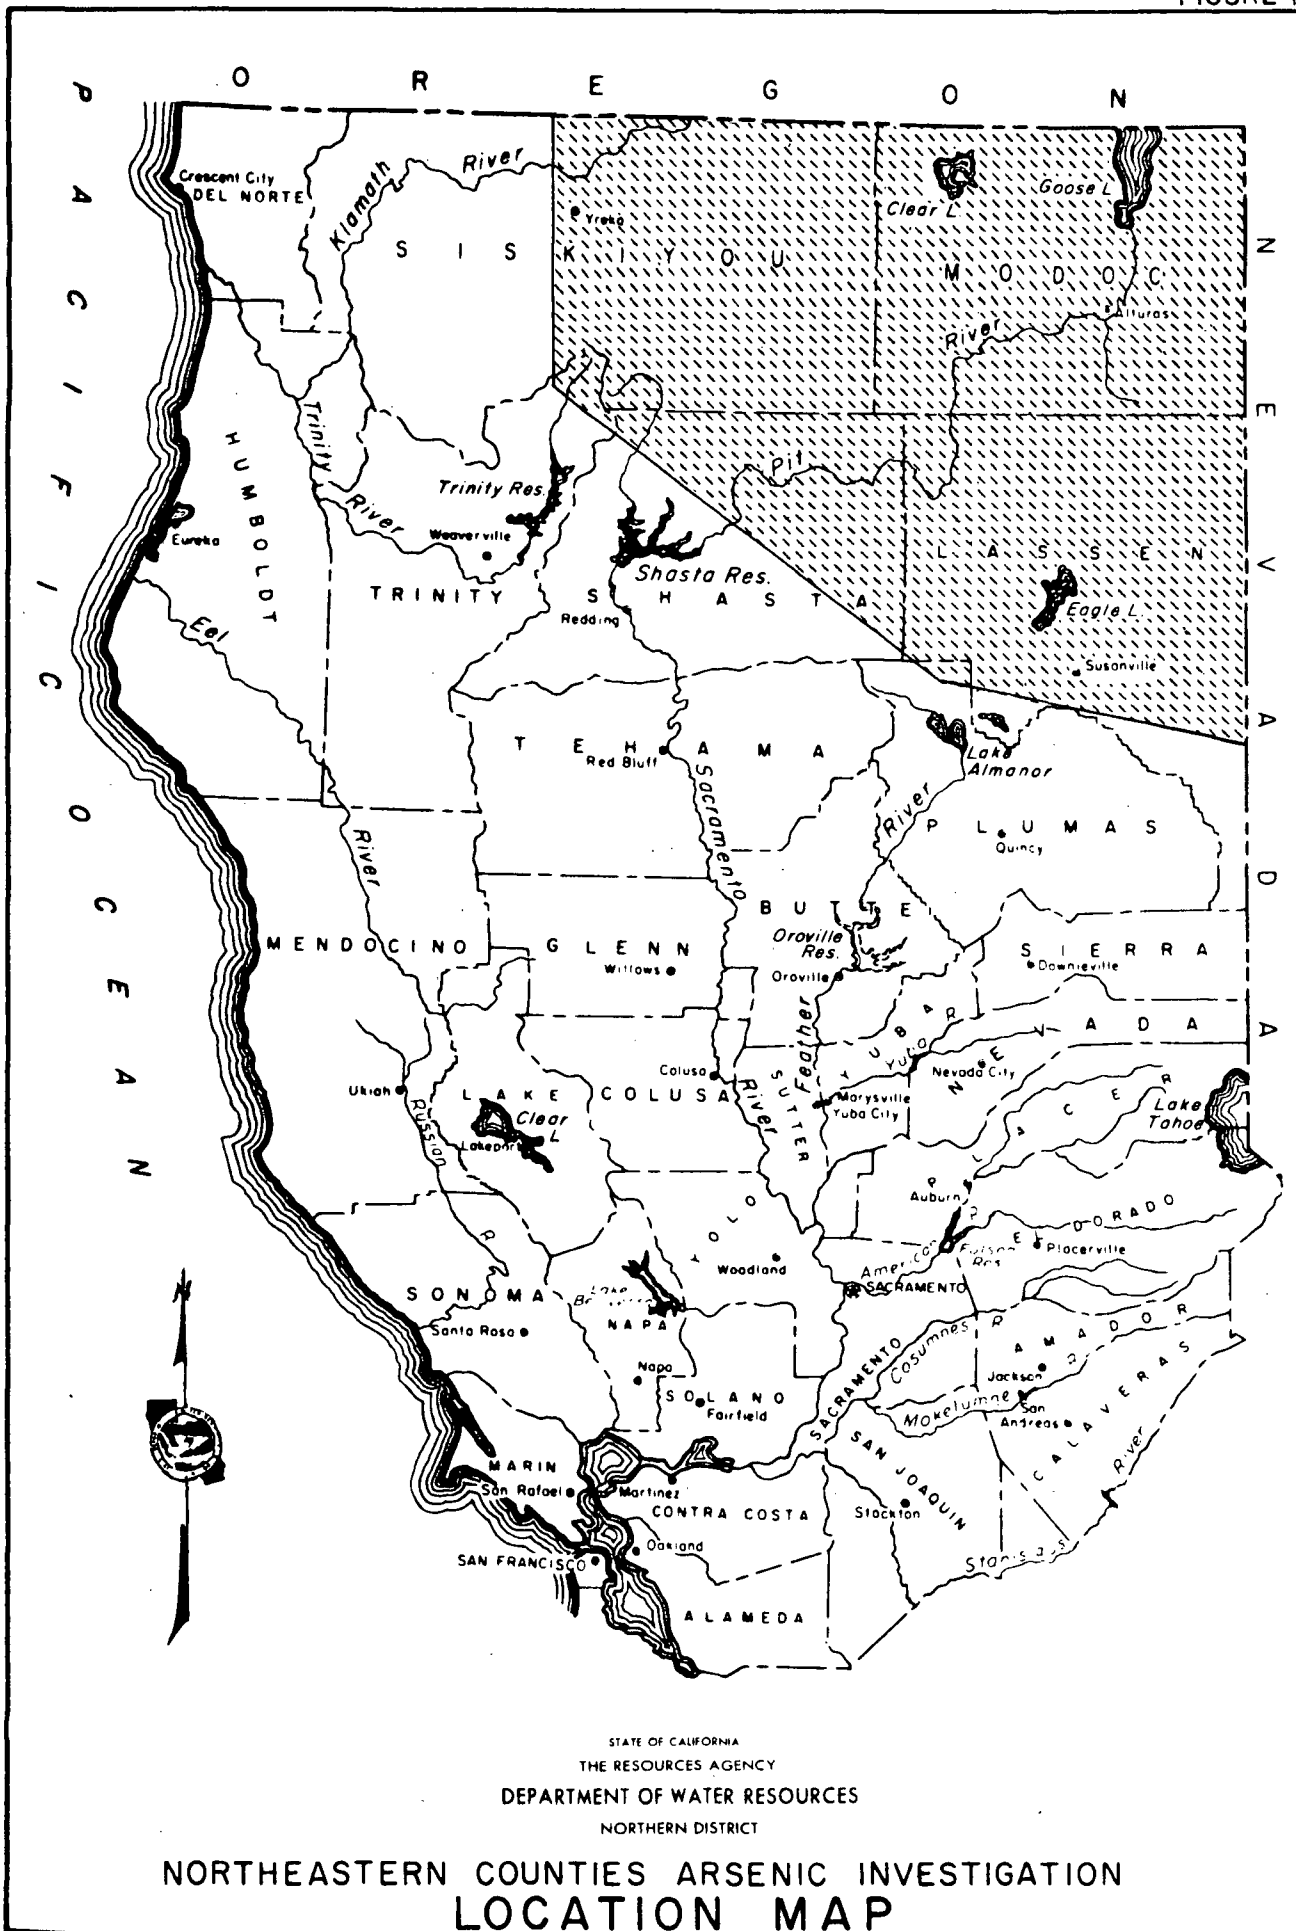 O R E G O N
PACIFIC OCEAN
NEVADA
Crescent City
DEL NORTE
Klamath
River
Yreka
SISKIYOU
Clear L.
Goose L.
MODOC
Alturas
River
Pit
HUMBOLDT
Trinity
River
Trinity Res.
Weaverville
Eureka
TRINITY
Shasta Res.
SHASTA
Redding
LASSEN
Eagle L.
Susanville
Eel
River
TEHAMA
Red Bluff
Sacramento
River
Lake
Almanor
River
PLUMAS
Quincy
BUTTE
Oroville
Res.
Oroville
Feather
MENDOCINO
GLENN
Willows
SIERRA
Downieville
YUBA
Yuba
R
NEVADA
Nevada City
Ukiah
Russian
R
LAKE
Clear
L
Lakeport
COLUSA
Colusa
SUTTER
Marysville
Yuba City
PLACER
R
Lake
Tahoe
Auburn
YOLO
Woodland
EL DORADO
Placerville
American
R
Folsom
Res.
SACRAMENTO
SONOMA
Santa Rosa
Lake
NAPA
Napa
SOLANO
Fairfield
SACRAMENTO
Cosumnes R
AMADOR
Jackson
Mokelumne
R
San
Andreas
CALAVERAS
SAN JOAQUIN
Stockton
Stanislaus
River
MARIN
San Rafael
Martinez
CONTRA COSTA
SAN FRANCISCO
Oakland
ALAMEDA
N
STATE OF CALIFORNIA
THE RESOURCES AGENCY
DEPARTMENT OF WATER RESOURCES
NORTHERN DISTRICT
NORTHEASTERN COUNTIES ARSENIC INVESTIGATION
LOCATION MAP